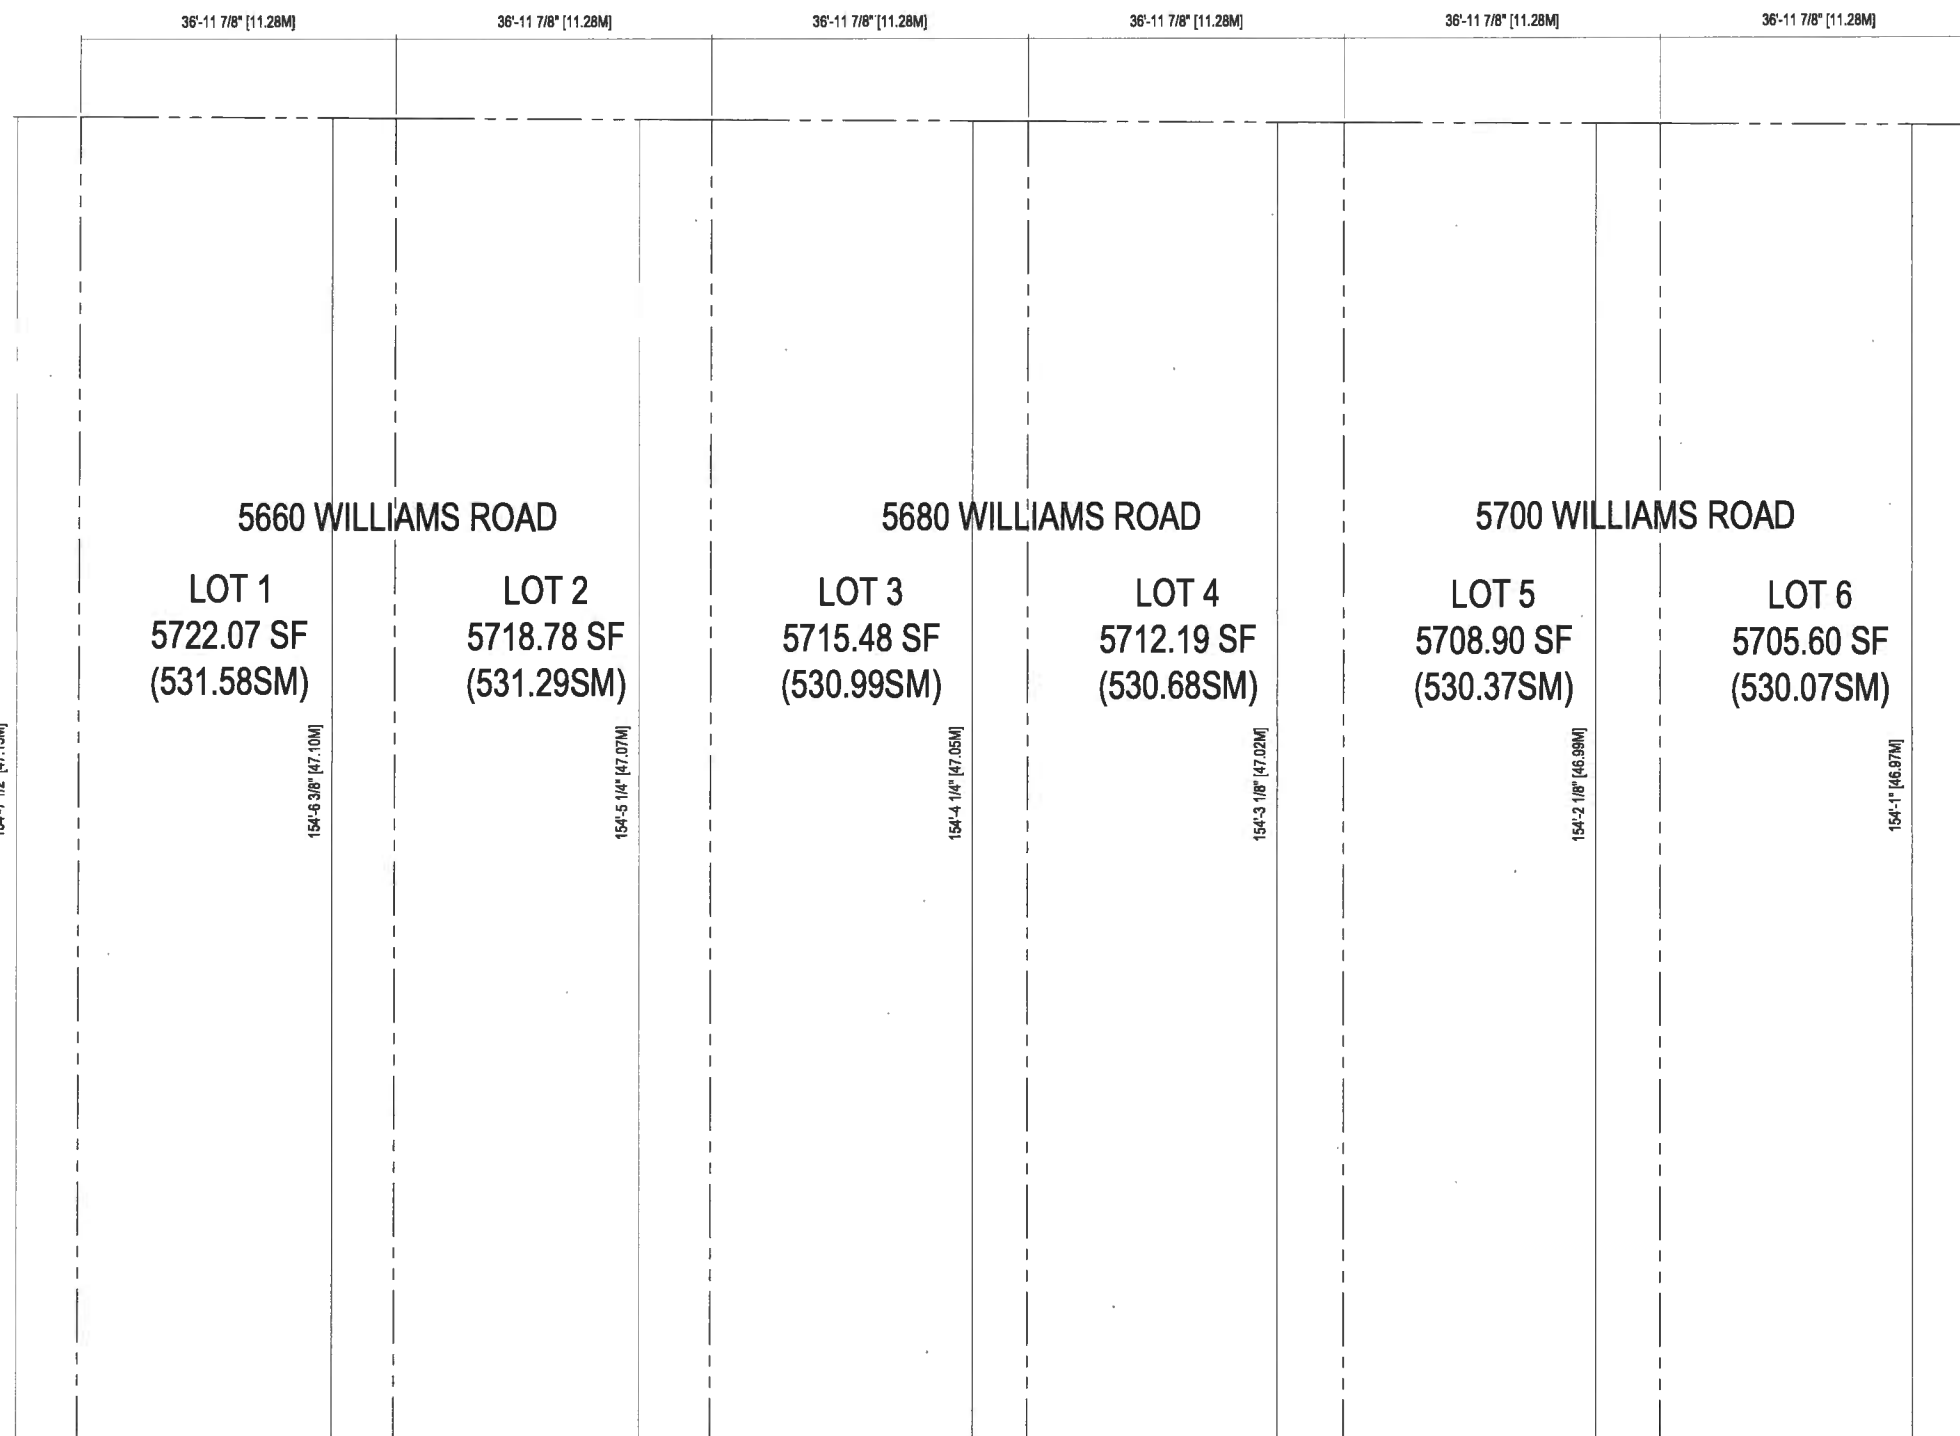 36'-11 7/8" [11.28M]
36'-11 7/8" [11.28M]
36'-11 7/8" [11.28M]
36'-11 7/8" [11.28M]
36'-11 7/8" [11.28M]
36'-11 7/8" [11.28M]
5660 WILLIAMS ROAD
5680 WILLIAMS ROAD
5700 WILLIAMS ROAD
LOT 1
5722.07 SF
(531.58SM)
LOT 2
5718.78 SF
(531.29SM)
LOT 3
5715.48 SF
(530.99SM)
LOT 4
5712.19 SF
(530.68SM)
LOT 5
5708.90 SF
(530.37SM)
LOT 6
5705.60 SF
(530.07SM)
154'-6 3/8" [47.10M]
154'-5 1/4" [47.07M]
154'-4 1/4" [47.05M]
154'-3 1/8" [47.02M]
154'-2 1/8" [46.99M]
154'-1" [46.97M]